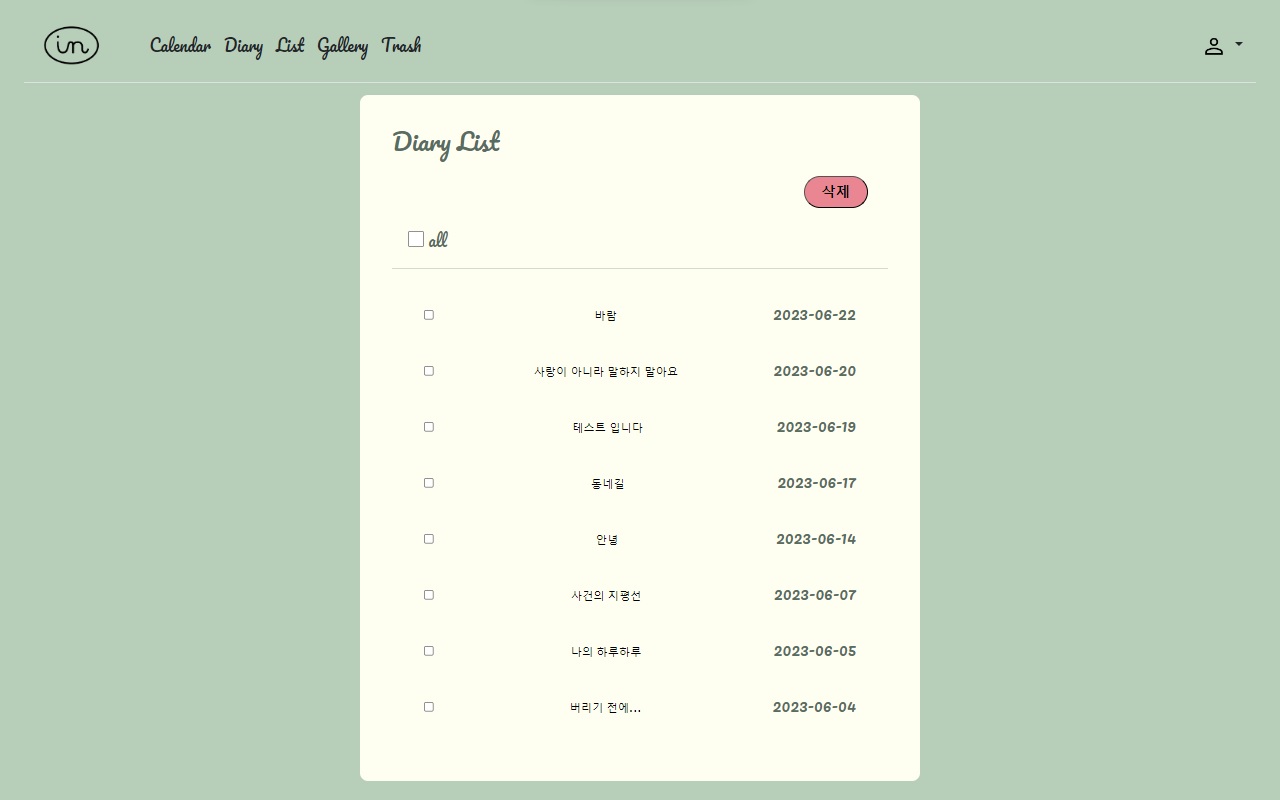 in Calendar Diary List Gallery Trash
Diary List
삭제
all
바람 2023-06-22
사랑이 아니라 말하지 말아요 2023-06-20
테스트 입니다 2023-06-19
동네길 2023-06-17
안녕 2023-06-14
사건의 지평선 2023-06-07
나의 하루하루 2023-06-05
버리기 전에... 2023-06-04